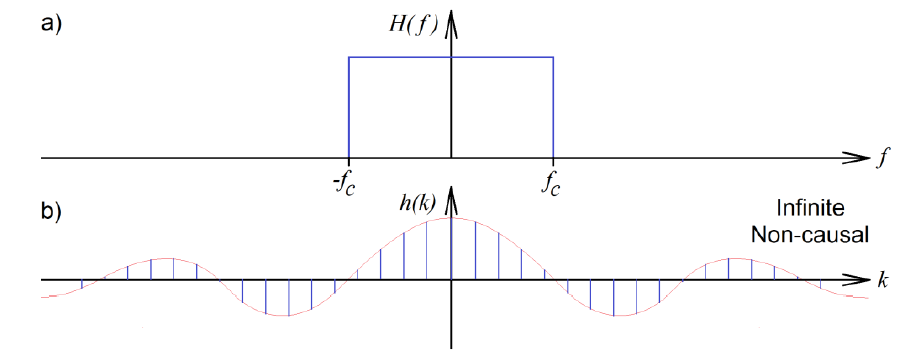 a)
H(f)
f
-fc
fc
b)
h(k)
Infinite
Non-causal
k